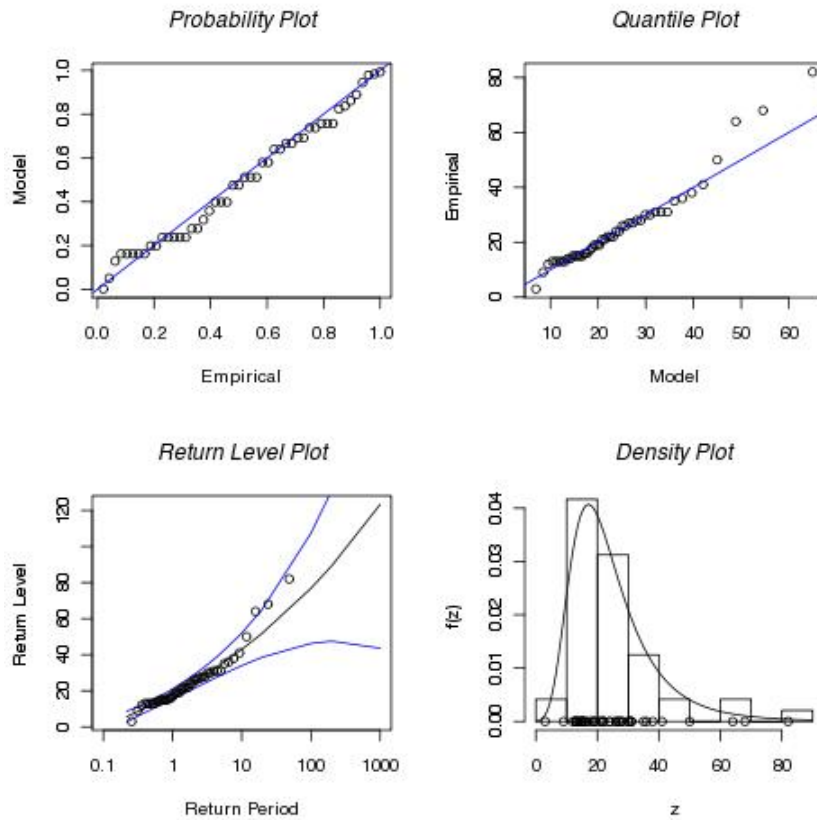 Probability Plot
Model
0.0 0.2 0.4 0.6 0.8 1.0
0.0 0.2 0.4 0.6 0.8 1.0
Empirical
Quantile Plot
Empirical
0 20 40 60 80
10 20 30 40 50 60
Model
Return Level Plot
Return Level
0 20 40 60 80 120
0.1 1 10 100 1000
Return Period
Density Plot
f(z)
0.00 0.01 0.02 0.03 0.04
0 20 40 60 80
z